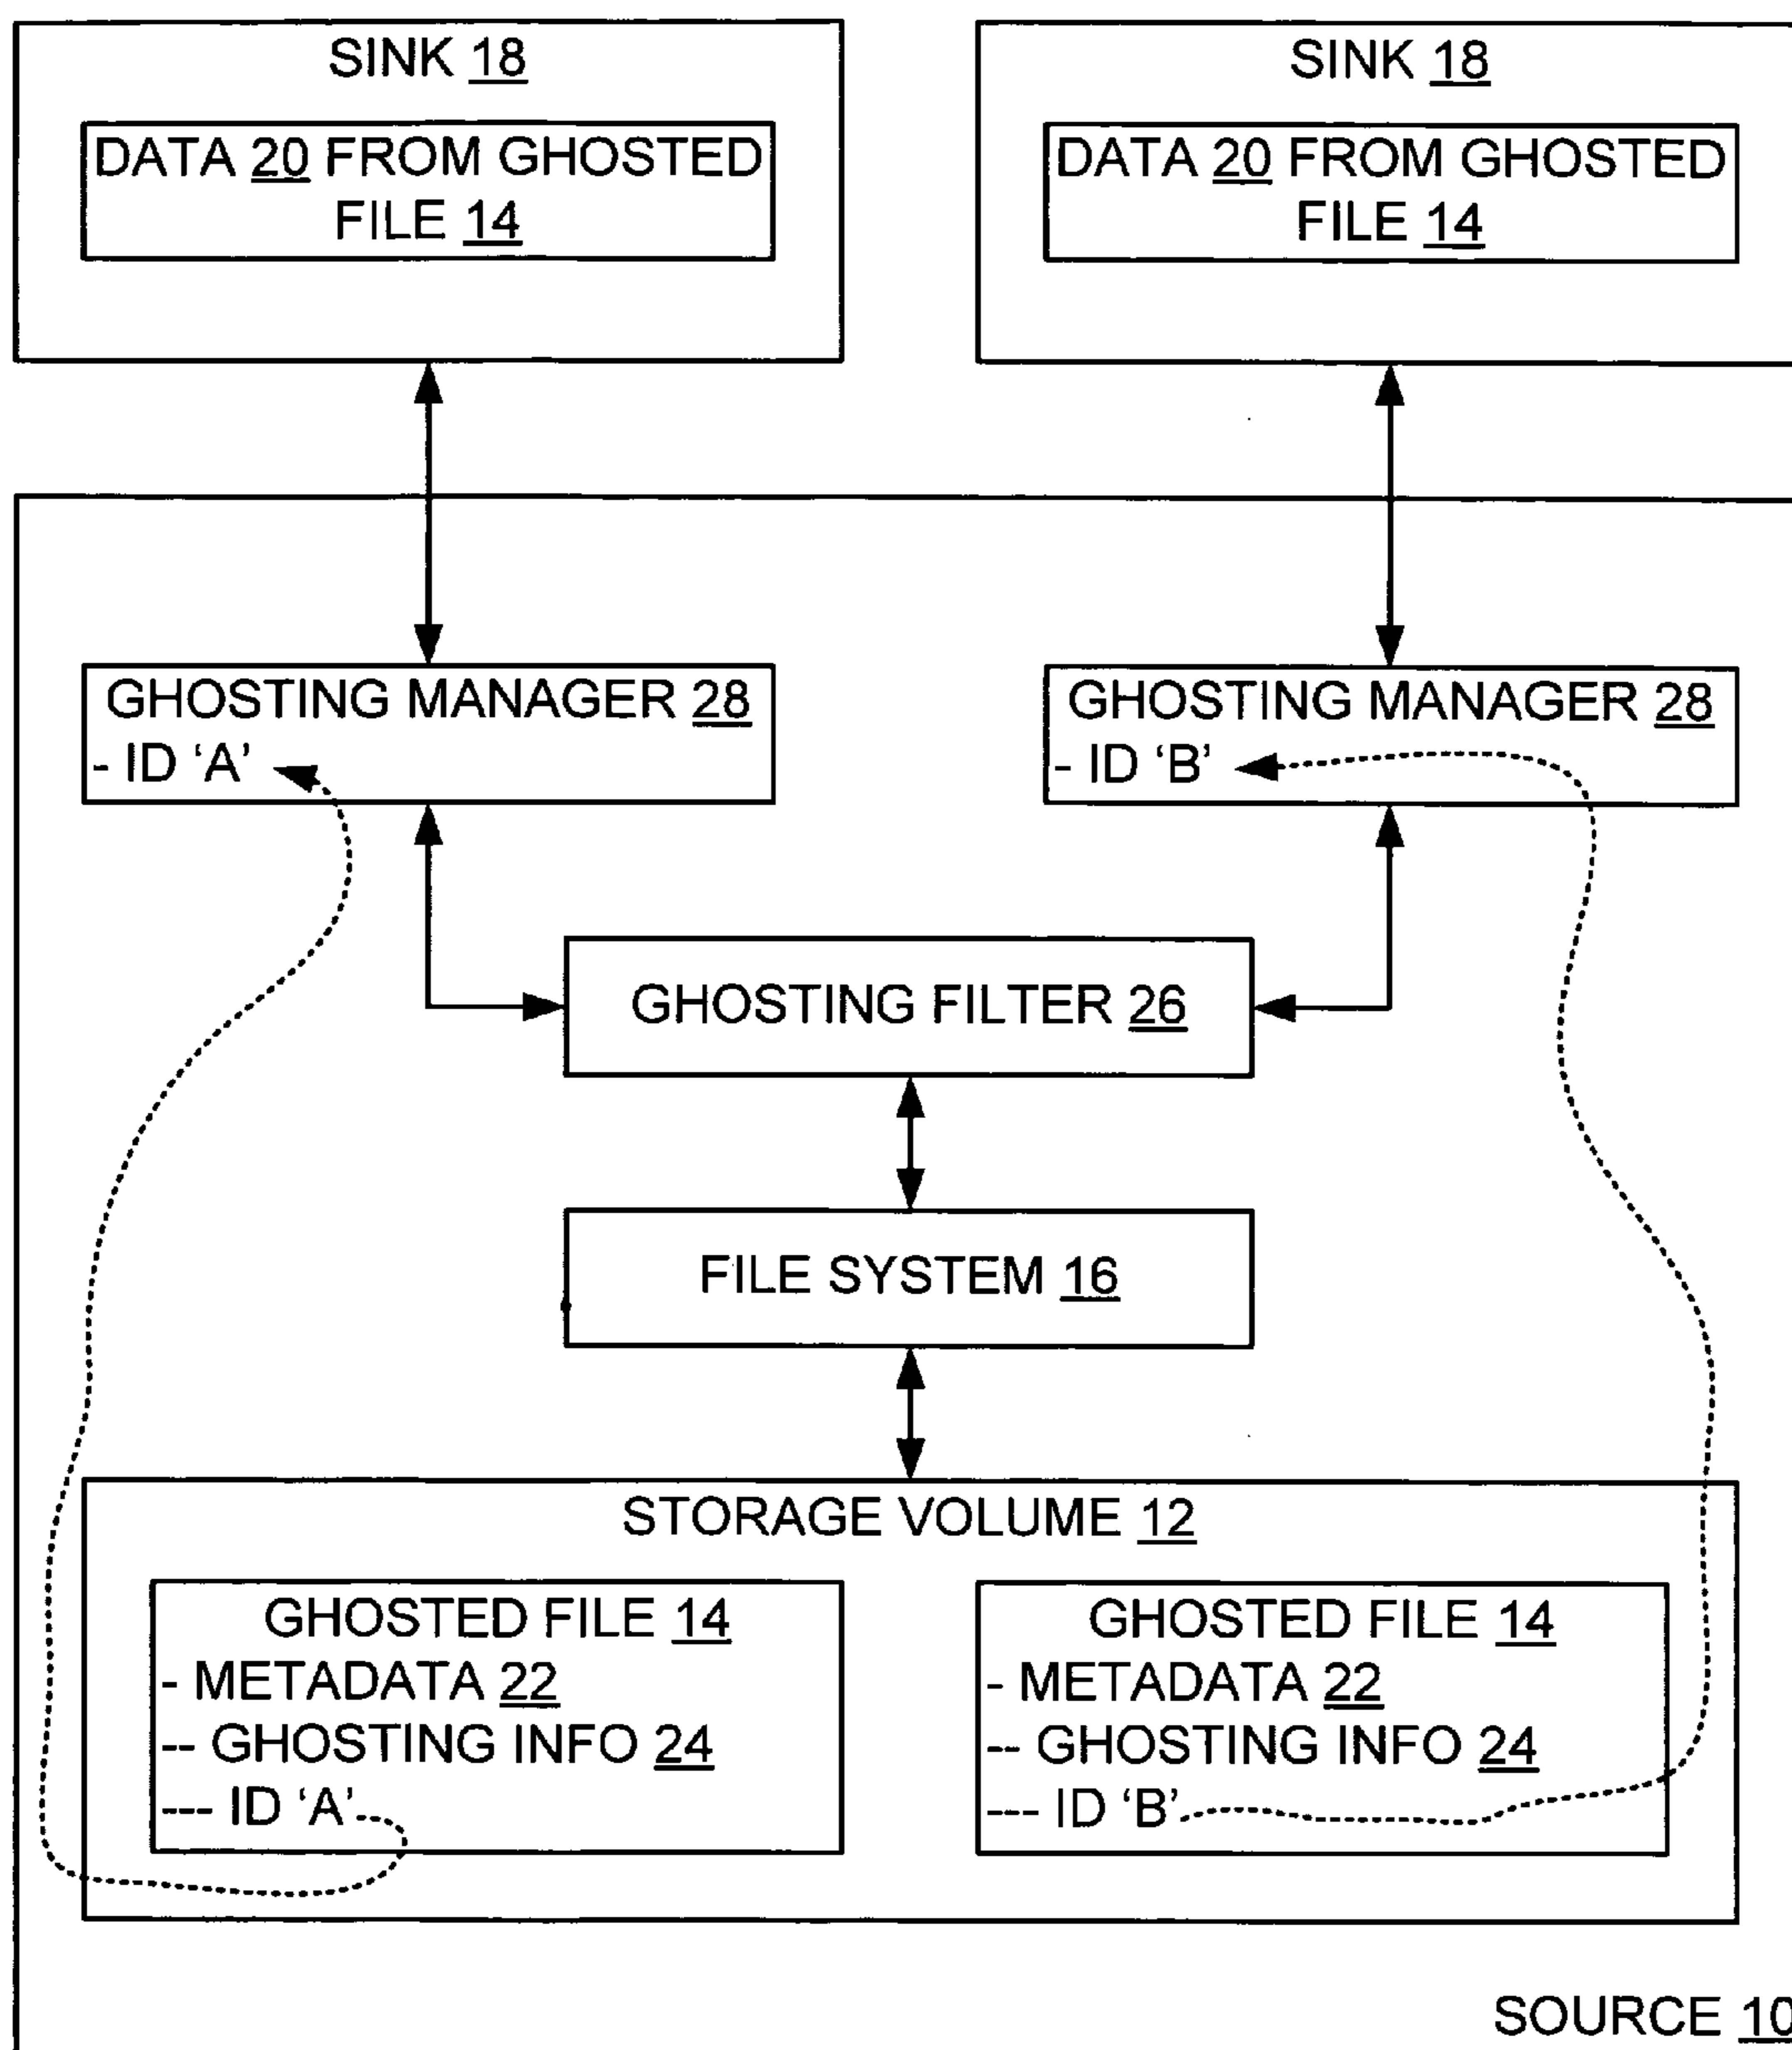 SINK 18
DATA 20 FROM GHOSTED
FILE 14
SINK 18
DATA 20 FROM GHOSTED
FILE 14
GHOSTING MANAGER 28
- ID ‘A’
GHOSTING MANAGER 28
- ID ‘B’
GHOSTING FILTER 26
FILE SYSTEM 16
STORAGE VOLUME 12
GHOSTED FILE 14
- METADATA 22
-- GHOSTING INFO 24
--- ID ‘A’
GHOSTED FILE 14
- METADATA 22
-- GHOSTING INFO 24
--- ID ‘B’
SOURCE 10